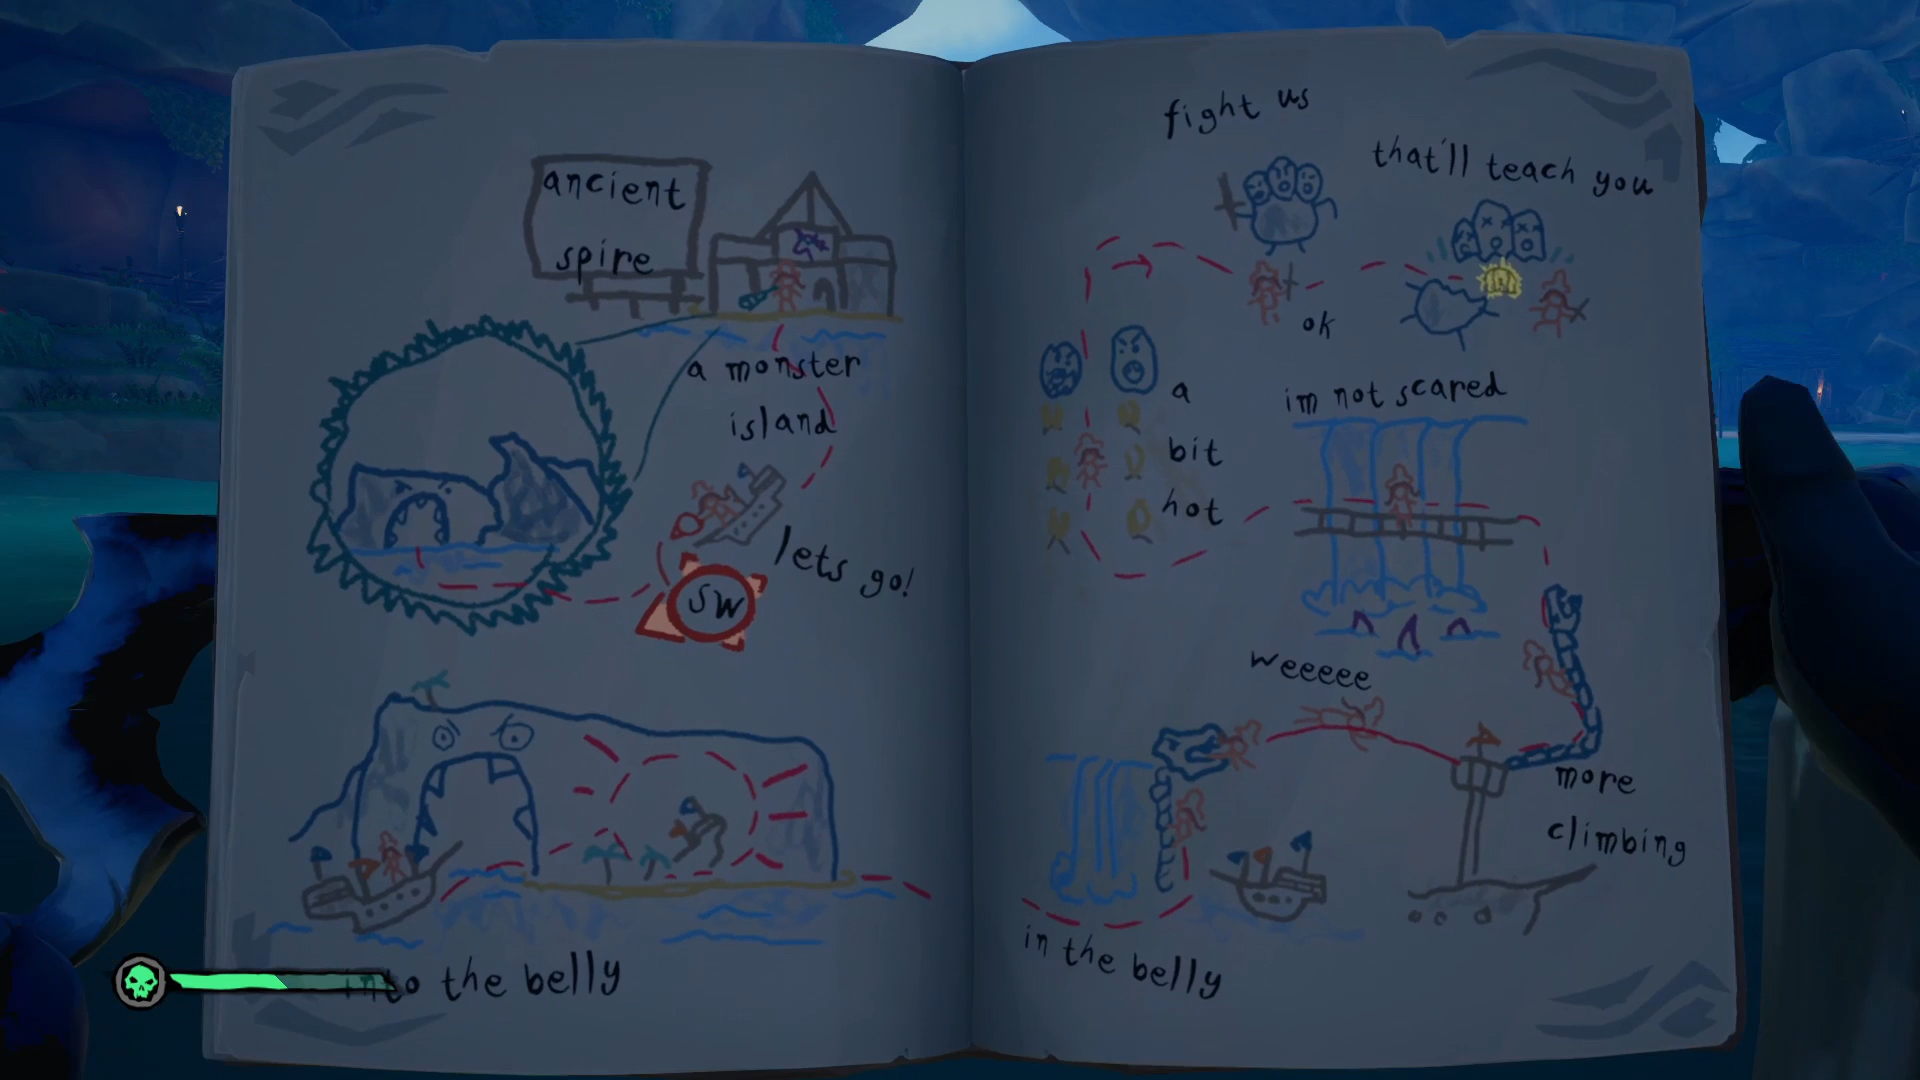 ancient
spire
a monster
island
lets go!
SW
into the belly
fight us
that'll teach you
ok
a
bit
hot
im not scared
weeeee
more
climbing
in the belly